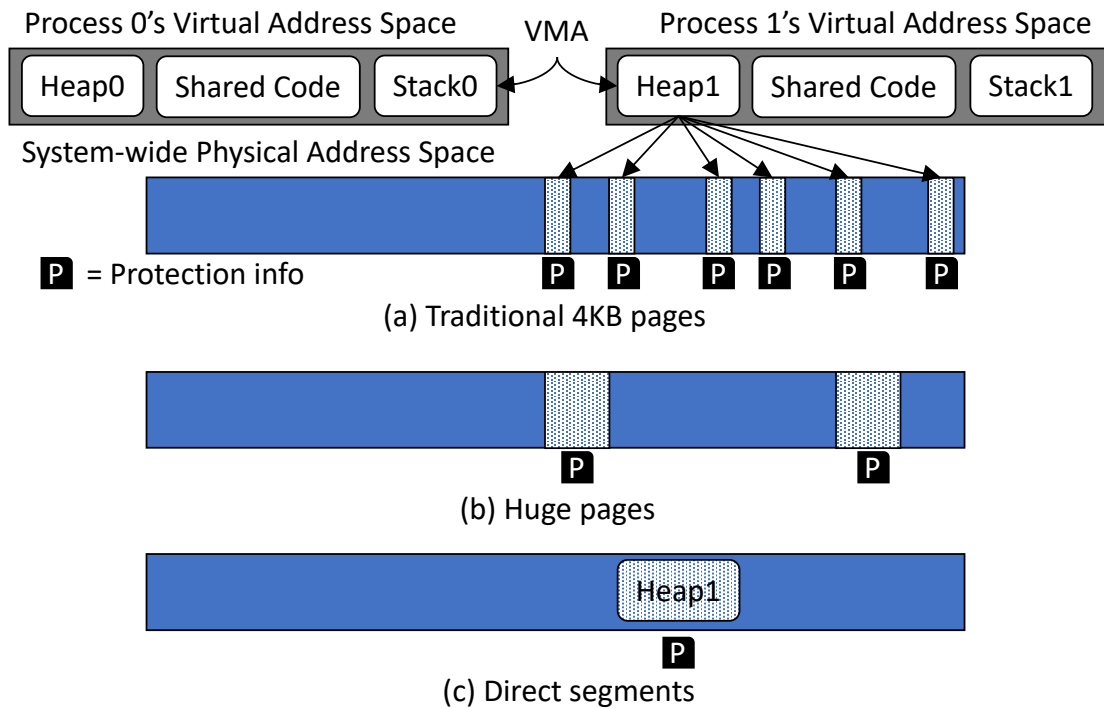 Process 0's Virtual Address Space
VMA
Process 1's Virtual Address Space
Heap0
Shared Code
Stack0
Heap1
Shared Code
Stack1
System-wide Physical Address Space
P P P P P P
P = Protection info
(a) Traditional 4KB pages
P P
(b) Huge pages
Heap1
P
(c) Direct segments